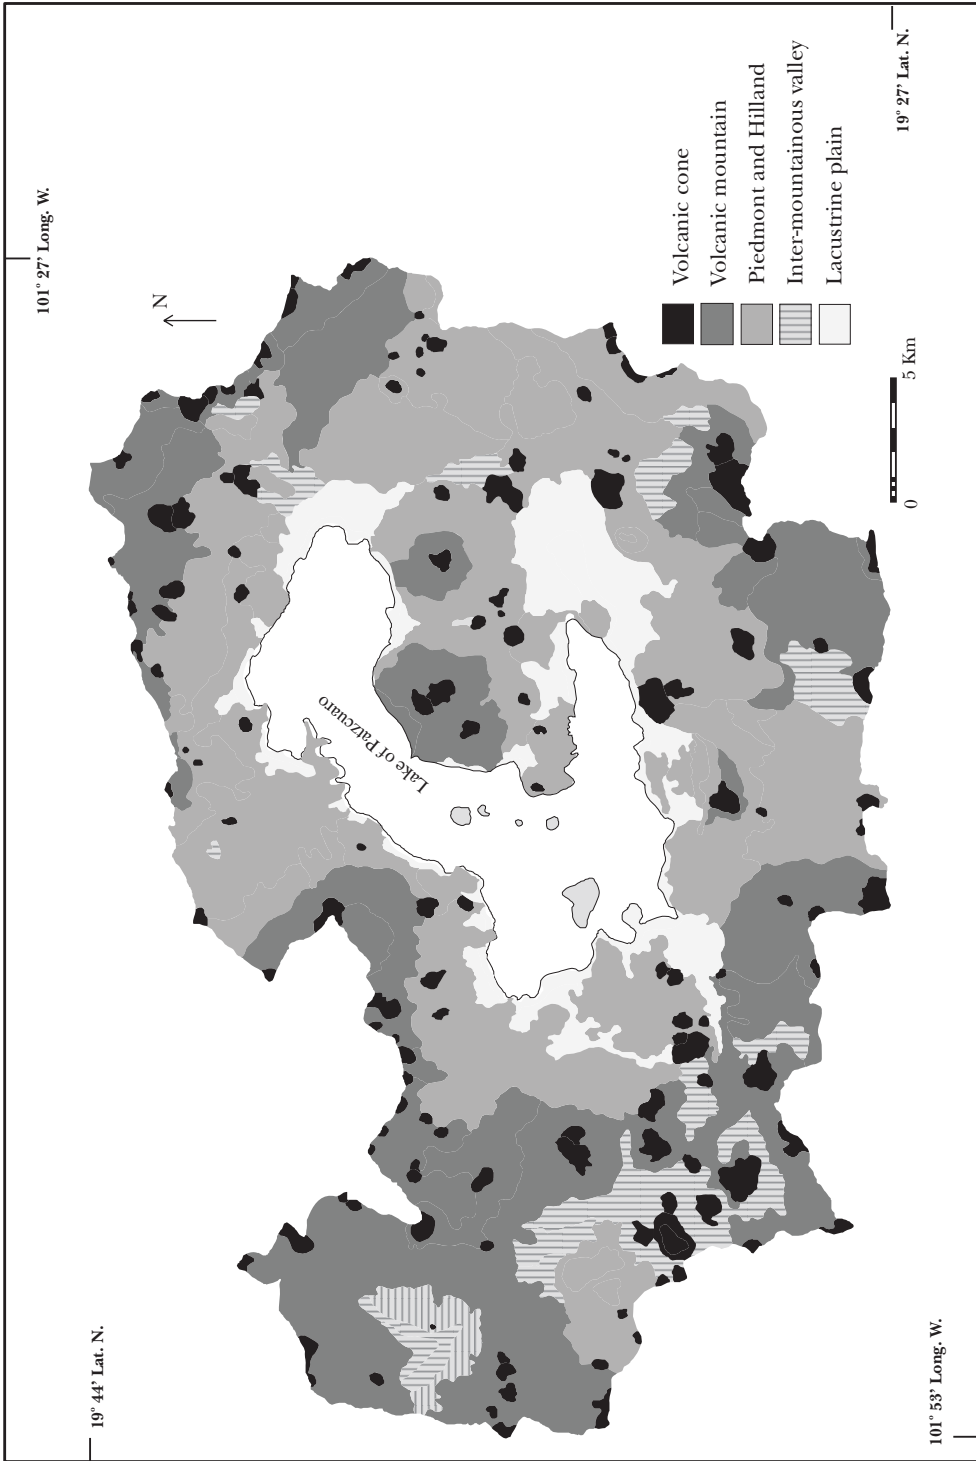 101° 27' Long. W.
19° 44' Lat. N.
N
Lake of Patzcuaro
Volcanic cone
Volcanic mountain
Piedmont and Hilland
Inter-mountainous valley
Lacustrine plain
0
5 Km
101° 53' Long. W.
19° 27' Lat. N.